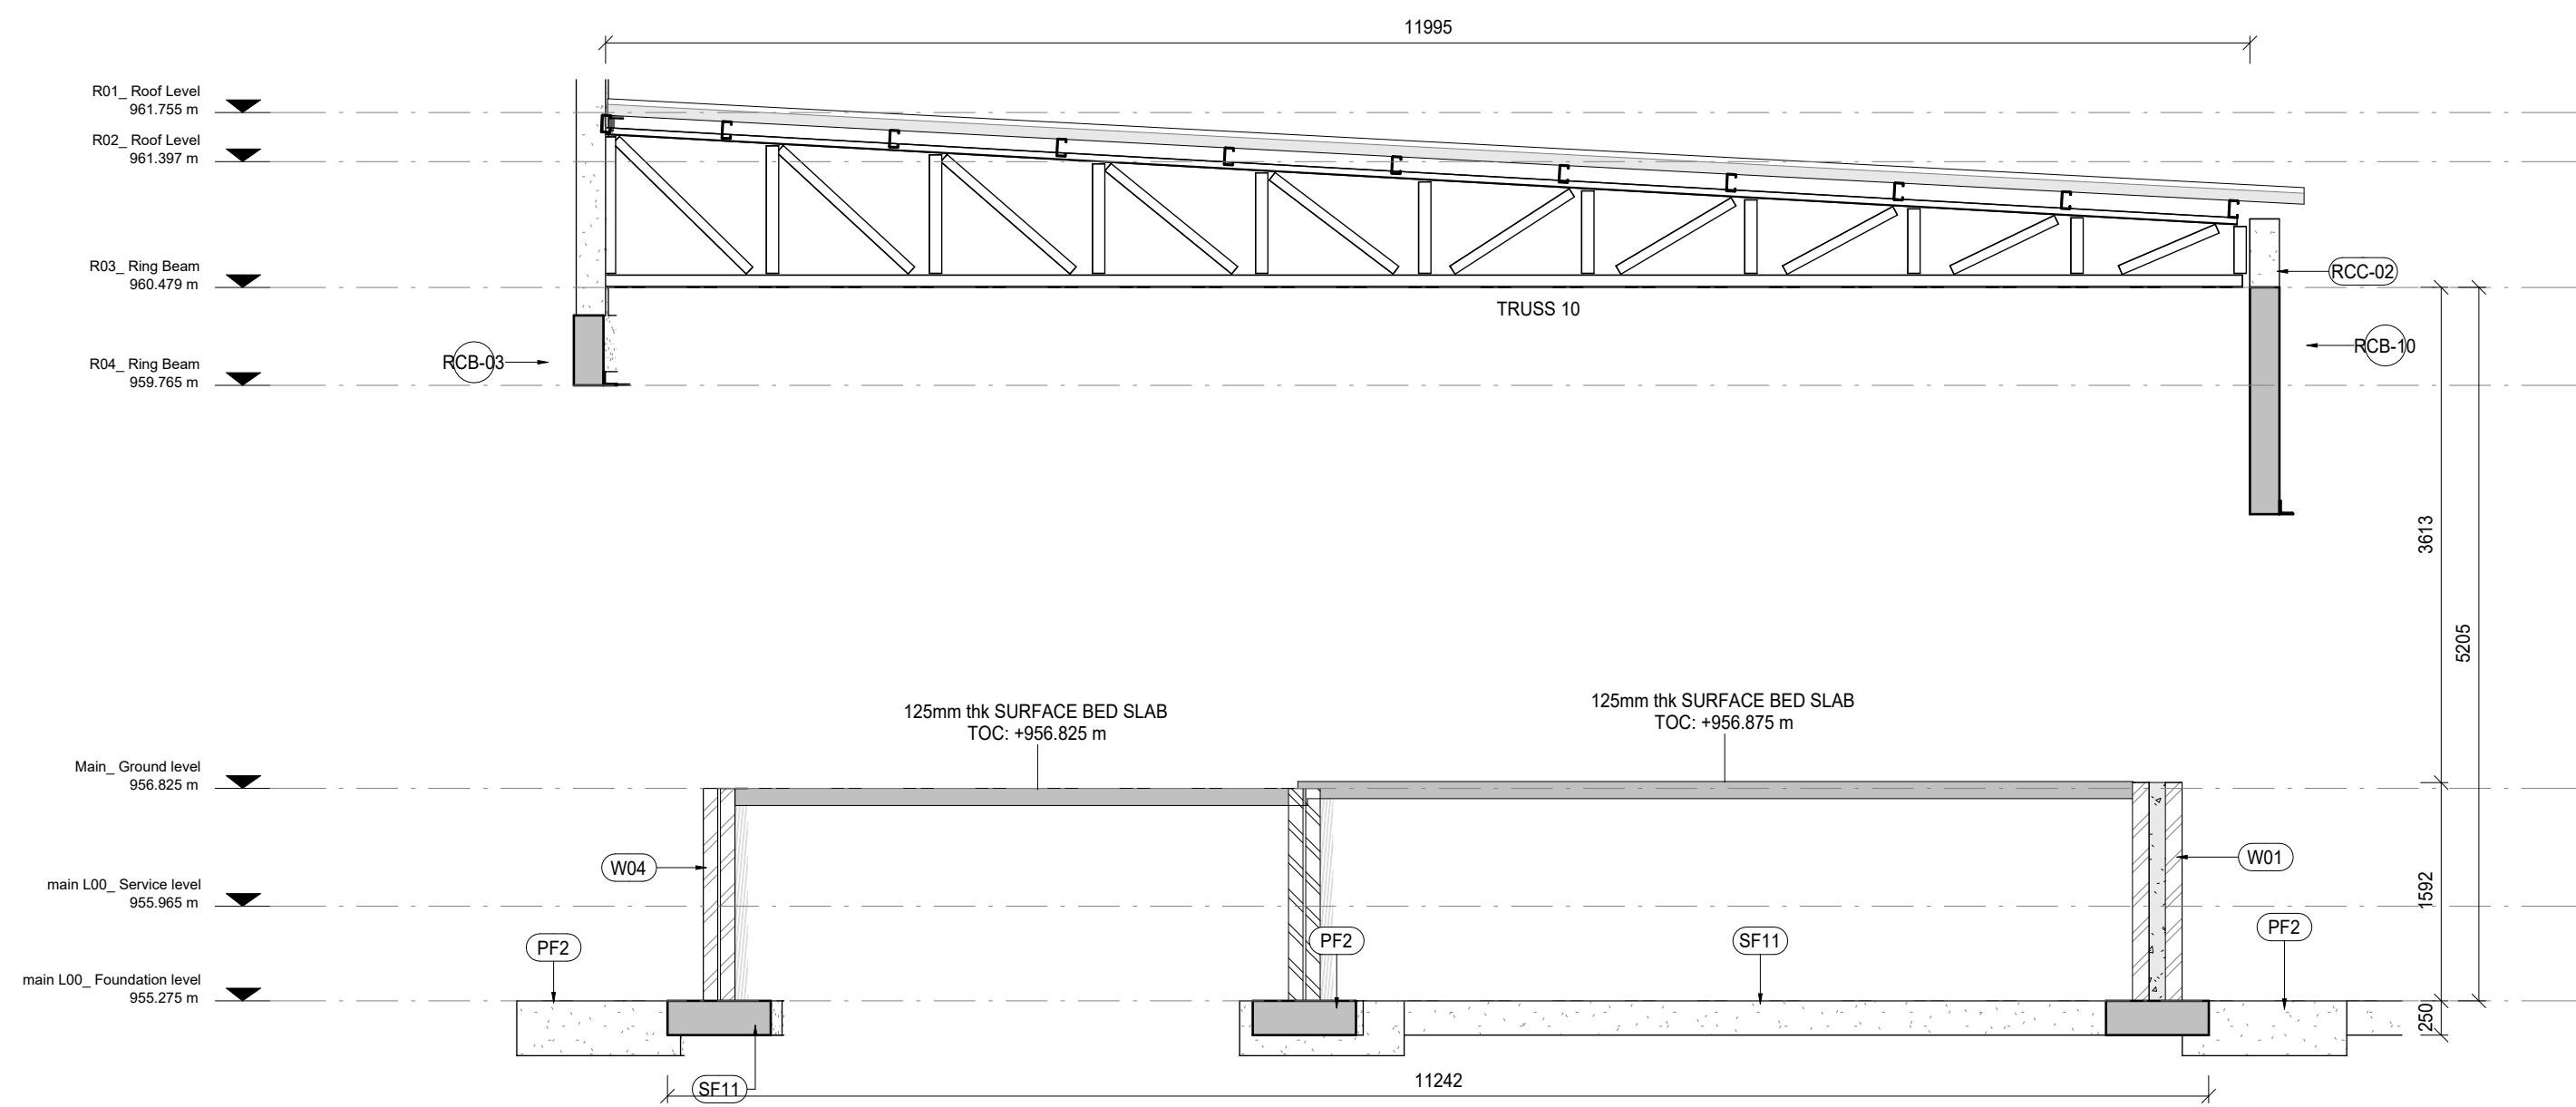 11995
R01_ Roof Level
961.755 m
R02_ Roof Level
961.397 m
R03_ Ring Beam
960.479 m
RCC-02
TRUSS 10
R04_ Ring Beam
959.765 m
RCB-03
RCB-10
3613
5205
125mm thk SURFACE BED SLAB
TOC: +956.825 m
125mm thk SURFACE BED SLAB
TOC: +956.875 m
Main_ Ground level
956.825 m
W04
W01
main L00_ Service level
955.965 m
1592
PF2
PF2
SF11
PF2
main L00_ Foundation level
955.275 m
250
SF11
11242